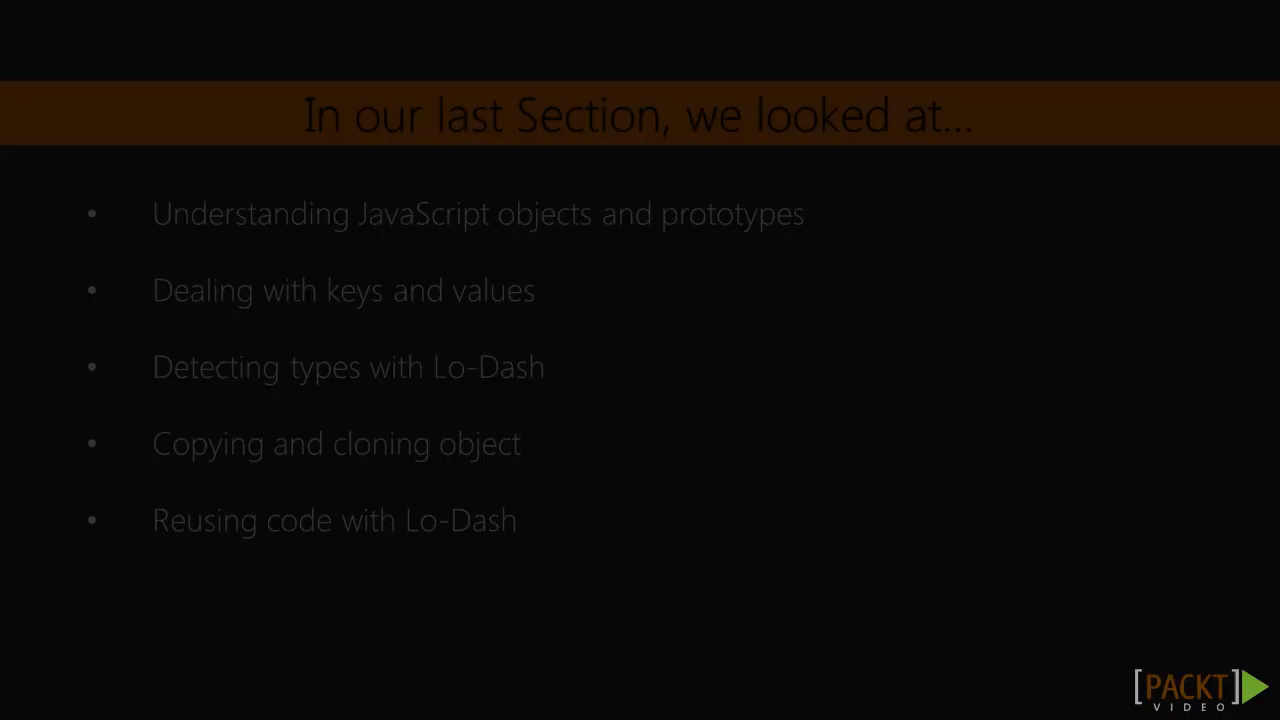 In our last Section, we looked at...
• Understanding JavaScript objects and prototypes
• Dealing with keys and values
• Detecting types with Lo-Dash
• Copying and cloning object
• Reusing code with Lo-Dash
[PACKT]
VIDEO